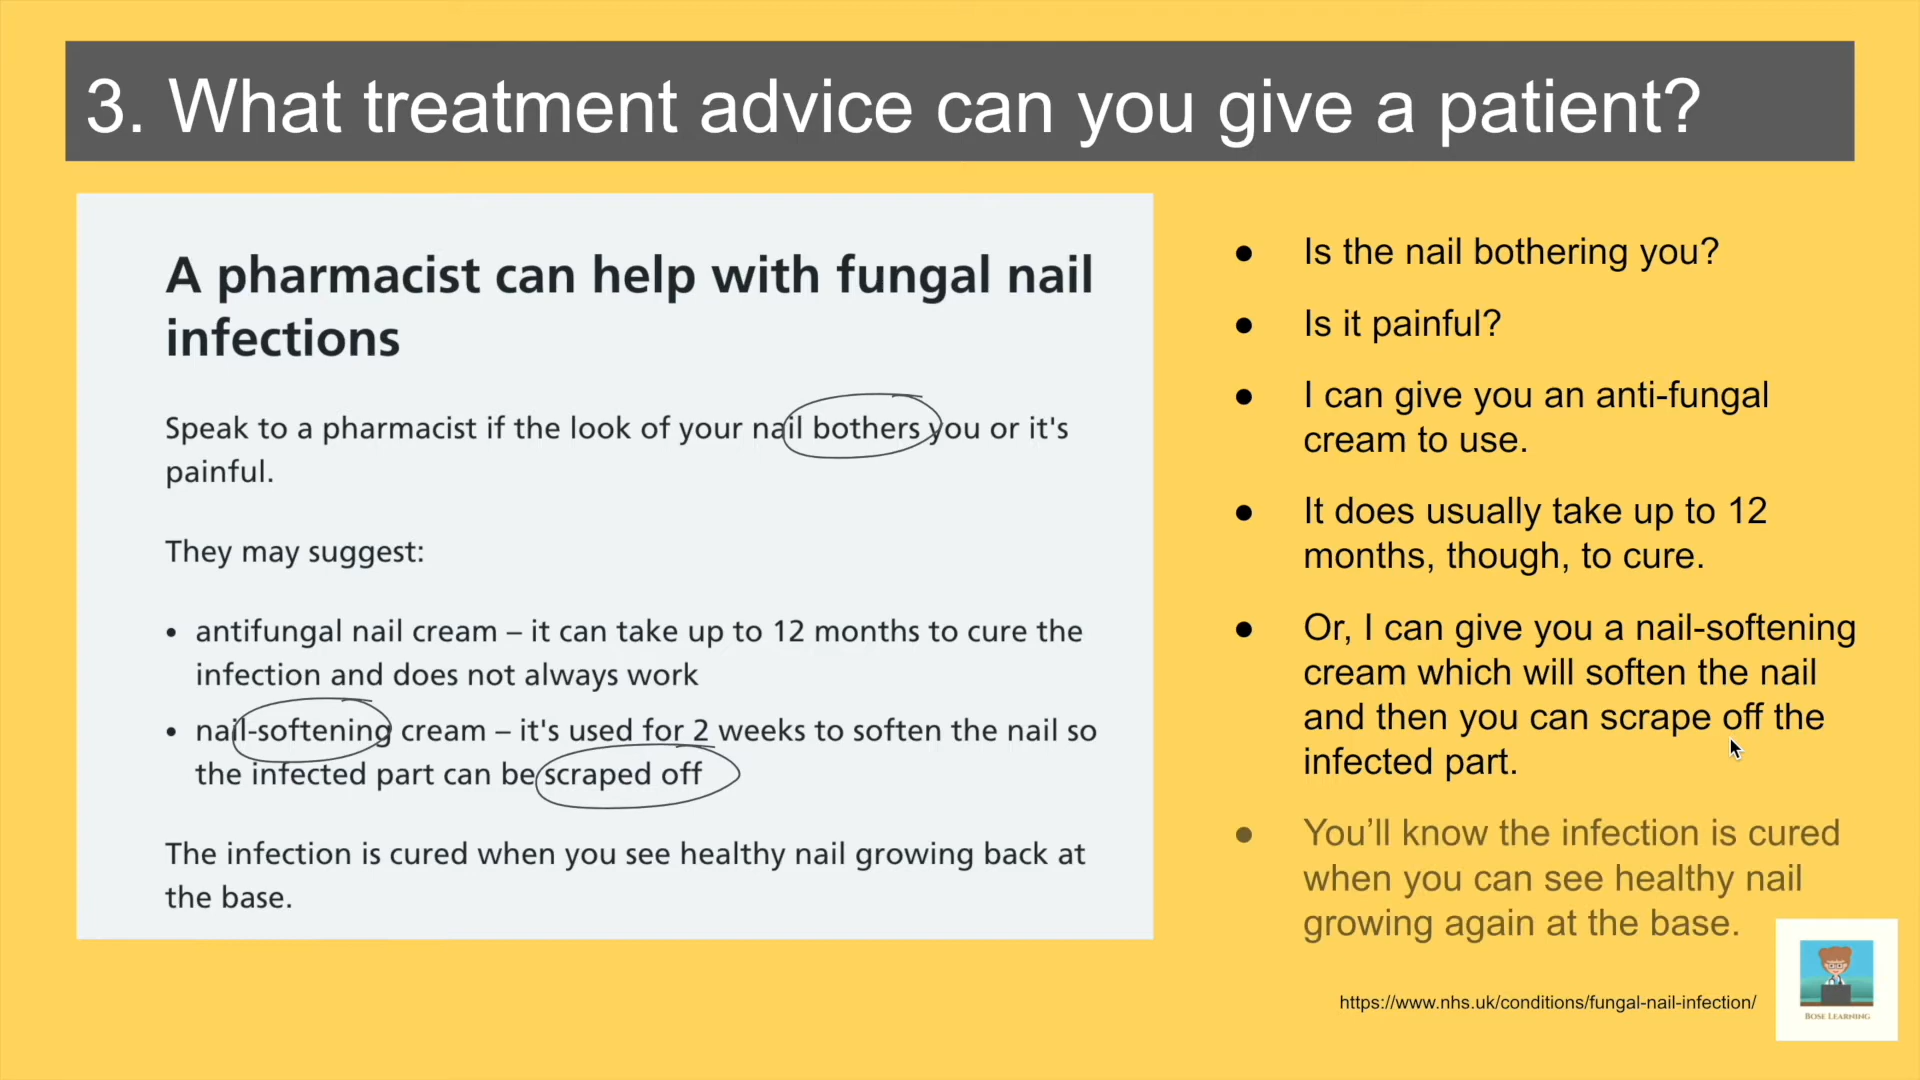 3. What treatment advice can you give a patient?
A pharmacist can help with fungal nail
infections
Speak to a pharmacist if the look of your nail bothers you or it's
painful.
They may suggest:
• antifungal nail cream – it can take up to 12 months to cure the
infection and does not always work
• nail-softening cream – it's used for 2 weeks to soften the nail so
the infected part can be scraped off
The infection is cured when you see healthy nail growing back at
the base.
● Is the nail bothering you?
● Is it painful?
● I can give you an anti-fungal
cream to use.
● It does usually take up to 12
months, though, to cure.
● Or, I can give you a nail-softening
cream which will soften the nail
and then you can scrape off the
infected part.
● You’ll know the infection is cured
when you can see healthy nail
growing again at the base.
https://www.nhs.uk/conditions/fungal-nail-infection/
BOSE LEARNING